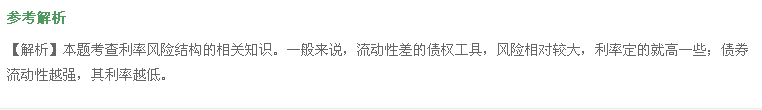 参考解析
【解析】本题考查利率风险结构的相关知识。一般来说，流动性差的债权工具，风险相对较大，利率定的就高一些；债券
流动性越强，其利率越低。